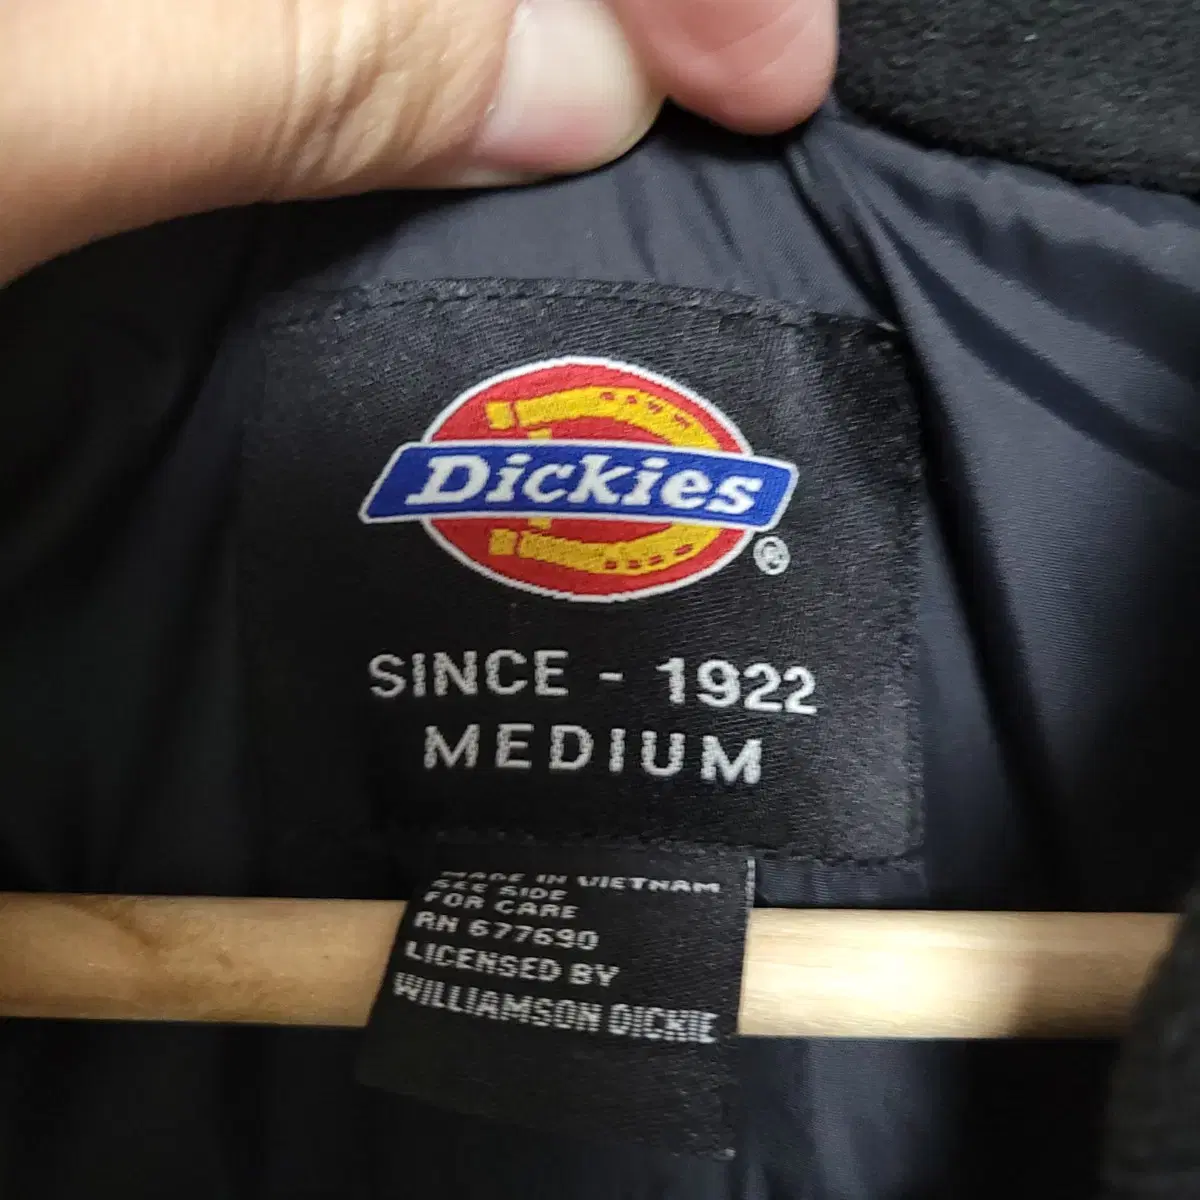 Dickies
®
SINCE - 1922
MEDIUM
MADE IN VIETNAM
SEE SIDE
FOR CARE
RN 677690
LICENSED BY
WILLIAMSON DICKIE